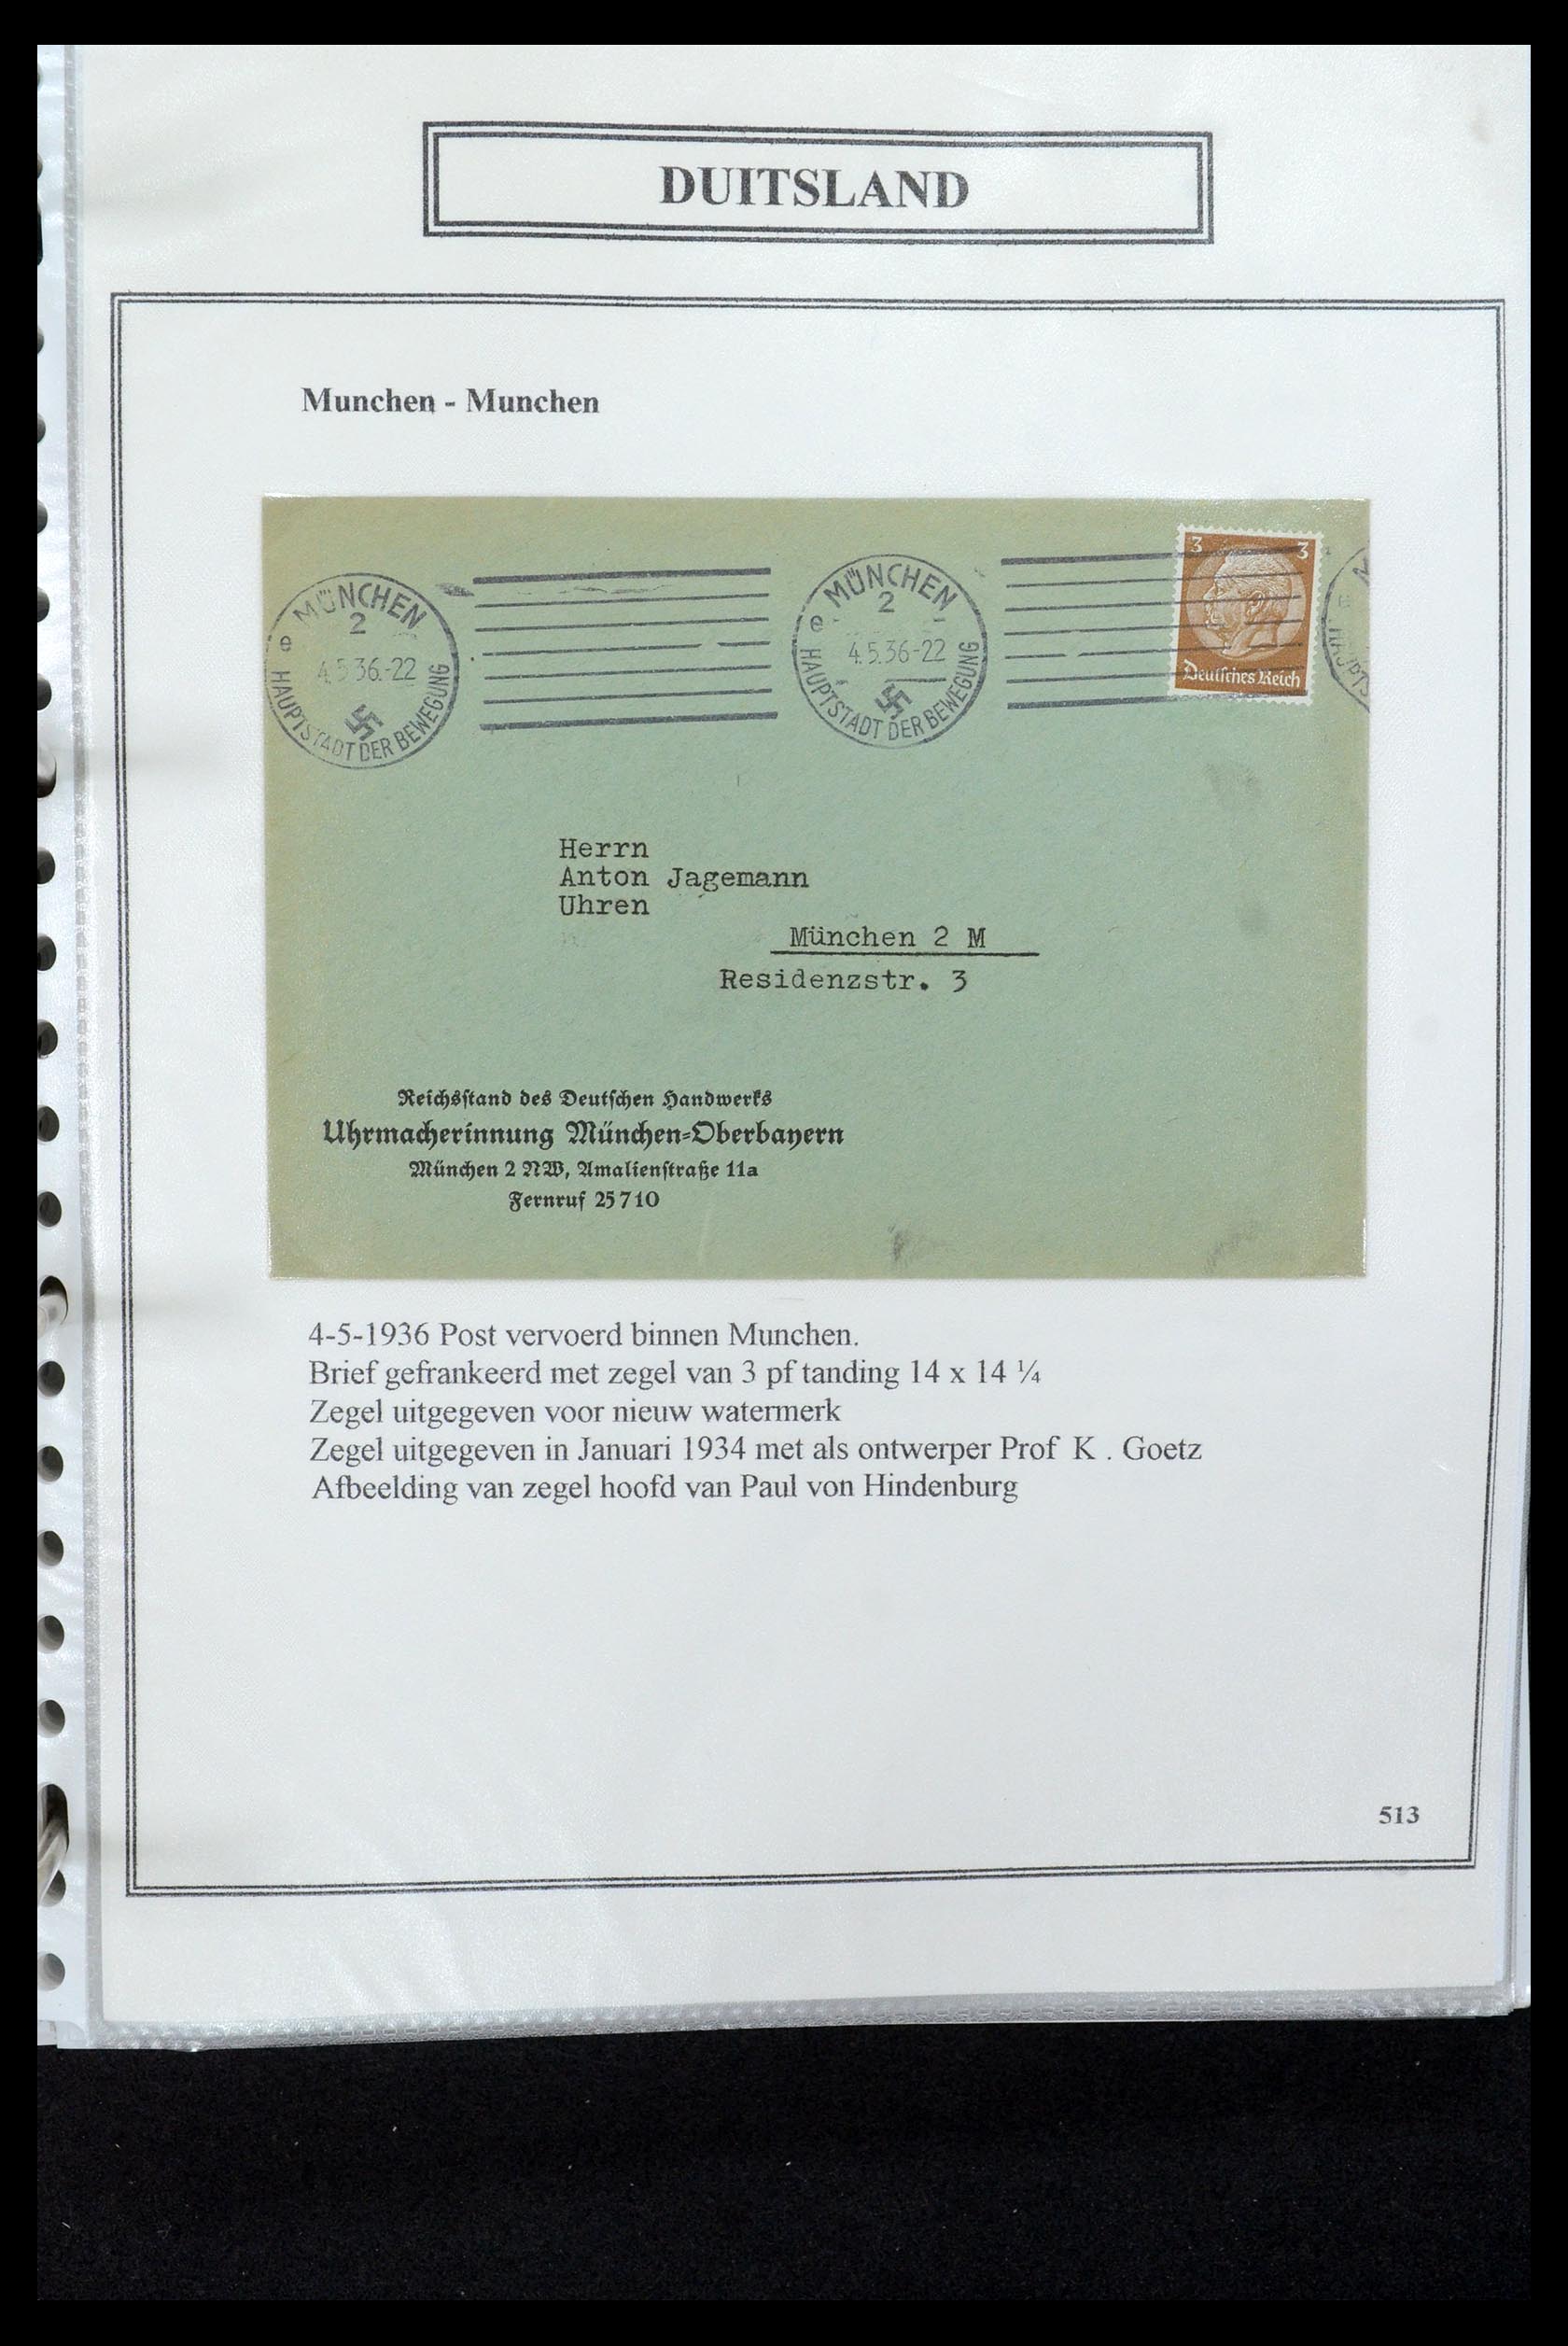 DUITSLAND
Munchen - Munchen
MÜNCHEN
2
e
4.5.36.-22
HAUPTSTADT DER BEWEGUNG
MÜNCHEN
2
e
4.5.36-22
HAUPTSTADT DER BEWEGUNG
3 3
Deutsches Reich
Herrn
Anton Jagemann
Uhren
München 2 M
Residenzstr. 3
Reichsstand des Deutschen Handwerks
Uhrmacherinnung München-Oberbayern
München 2 NW, Amalienstraße 11a
Fernruf 25710
4-5-1936 Post vervoerd binnen Munchen.
Brief gefrankeerd met zegel van 3 pf tanding 14 x 14 ¼
Zegel uitgegeven voor nieuw watermerk
Zegel uitgegeven in Januari 1934 met als ontwerper Prof K . Goetz
Afbeelding van zegel hoofd van Paul von Hindenburg
513